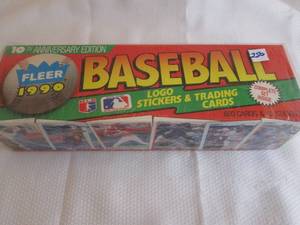 10TH ANNIVERSARY EDITION
FLEER
1990
BASEBALL
LOGO
STICKERS & TRADING
CARDS
COMPLETE
SET